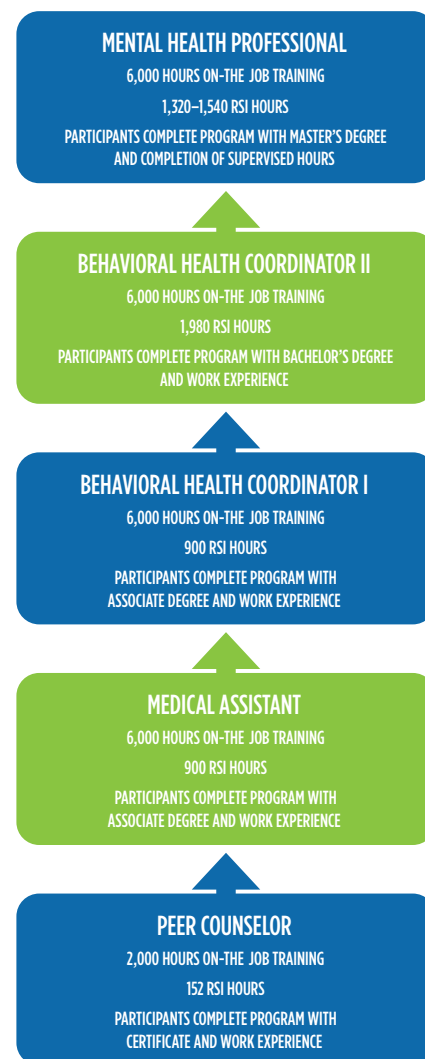 MENTAL HEALTH PROFESSIONAL
6,000 HOURS ON-THE JOB TRAINING
1,320–1,540 RSI HOURS
PARTICIPANTS COMPLETE PROGRAM WITH MASTER'S DEGREE
AND COMPLETION OF SUPERVISED HOURS
BEHAVIORAL HEALTH COORDINATOR II
6,000 HOURS ON-THE JOB TRAINING
1,980 RSI HOURS
PARTICIPANTS COMPLETE PROGRAM WITH BACHELOR'S DEGREE
AND WORK EXPERIENCE
BEHAVIORAL HEALTH COORDINATOR I
6,000 HOURS ON-THE JOB TRAINING
900 RSI HOURS
PARTICIPANTS COMPLETE PROGRAM WITH
ASSOCIATE DEGREE AND WORK EXPERIENCE
MEDICAL ASSISTANT
6,000 HOURS ON-THE JOB TRAINING
900 RSI HOURS
PARTICIPANTS COMPLETE PROGRAM WITH
ASSOCIATE DEGREE AND WORK EXPERIENCE
PEER COUNSELOR
2,000 HOURS ON-THE JOB TRAINING
152 RSI HOURS
PARTICIPANTS COMPLETE PROGRAM WITH
CERTIFICATE AND WORK EXPERIENCE